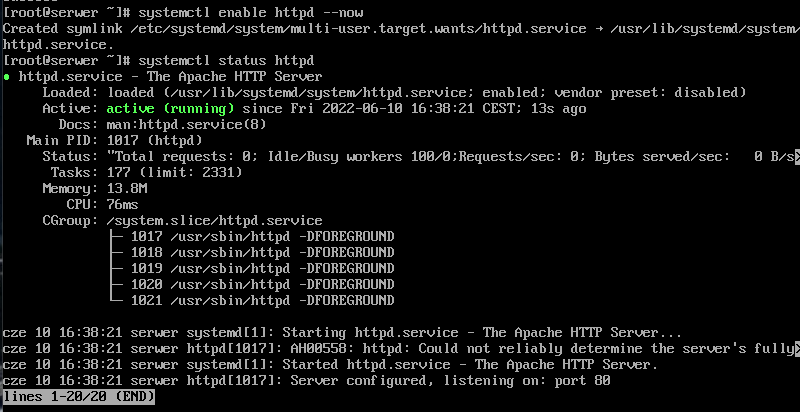 [root@serwer ~]# systemctl enable httpd --now
Created symlink /etc/systemd/system/multi-user.target.wants/httpd.service → /usr/lib/systemd/system/
httpd.service.
[root@serwer ~]# systemctl status httpd
● httpd.service - The Apache HTTP Server
Loaded: loaded (/usr/lib/systemd/system/httpd.service; enabled; vendor preset: disabled)
Active: active (running) since Fri 2022-06-10 16:38:21 CEST; 13s ago
Docs: man:httpd.service(8)
Main PID: 1017 (httpd)
Status: "Total requests: 0; Idle/Busy workers 100/0;Requests/sec: 0; Bytes served/sec:   0 B/s>
Tasks: 177 (limit: 2331)
Memory: 13.8M
CPU: 76ms
CGroup: /system.slice/httpd.service
├─ 1017 /usr/sbin/httpd -DFOREGROUND
├─ 1018 /usr/sbin/httpd -DFOREGROUND
├─ 1019 /usr/sbin/httpd -DFOREGROUND
├─ 1020 /usr/sbin/httpd -DFOREGROUND
└─ 1021 /usr/sbin/httpd -DFOREGROUND
cze 10 16:38:21 serwer systemd[1]: Starting httpd.service - The Apache HTTP Server...
cze 10 16:38:21 serwer httpd[1017]: AH00558: httpd: Could not reliably determine the server's fully>
cze 10 16:38:21 serwer systemd[1]: Started httpd.service - The Apache HTTP Server.
cze 10 16:38:21 serwer httpd[1017]: Server configured, listening on: port 80
lines 1-20/20 (END)